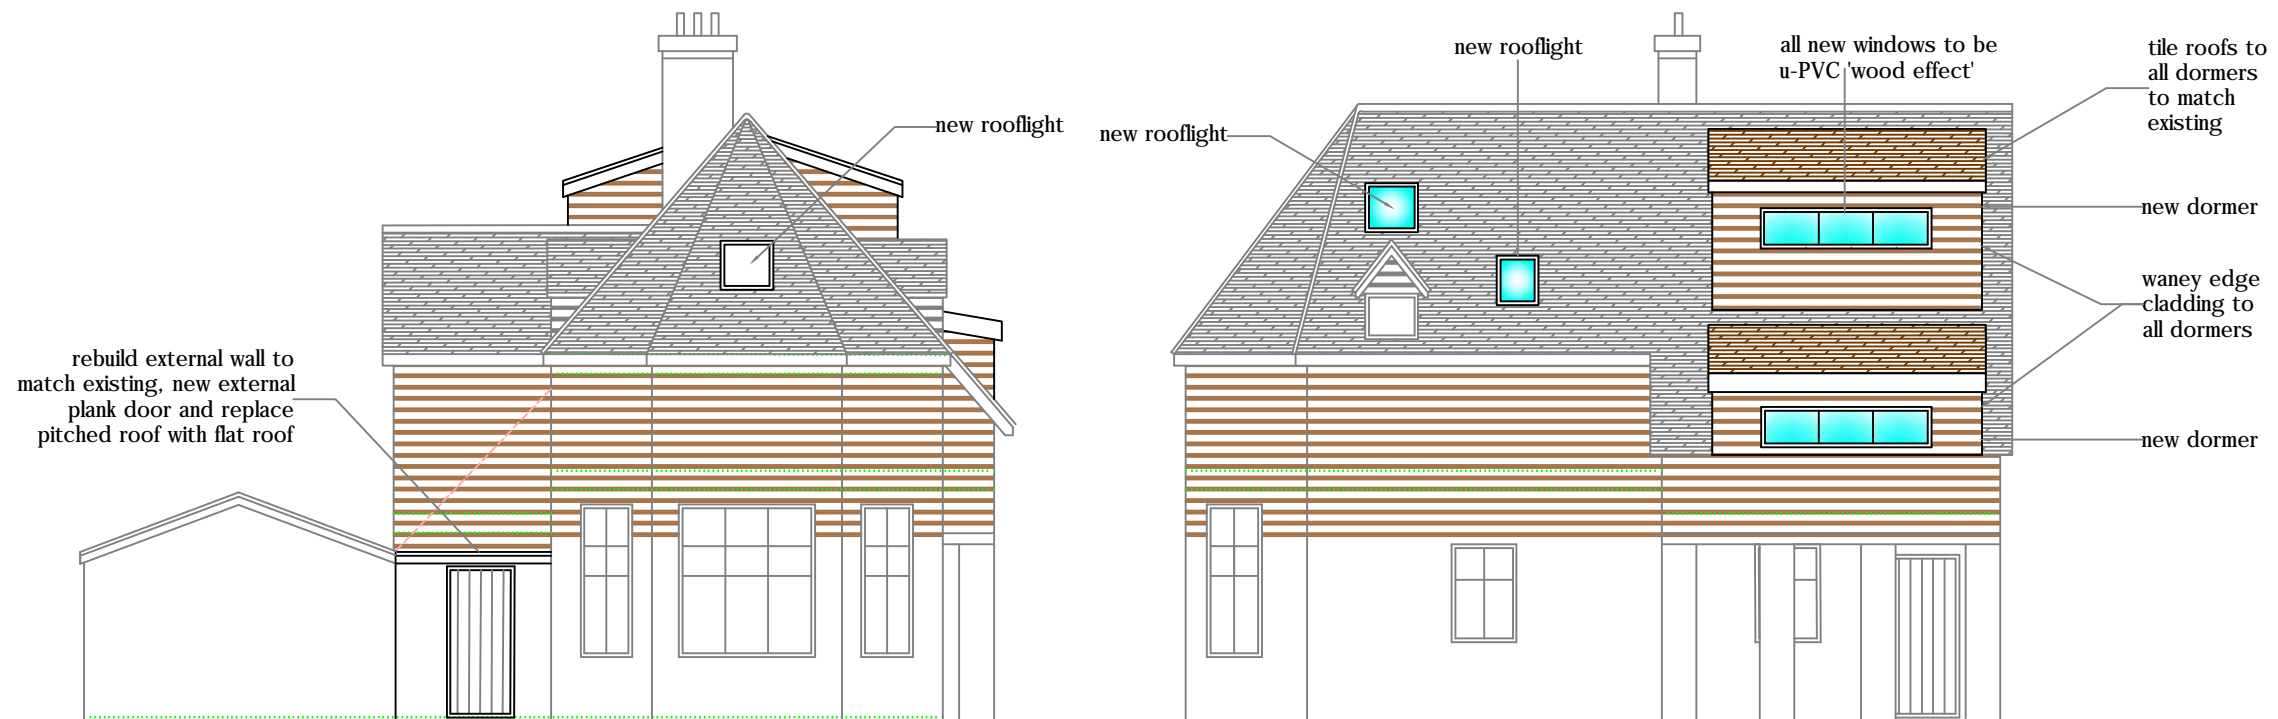 new rooflight
rebuild external wall to
match existing, new external
plank door and replace
pitched roof with flat roof
new rooflight
new rooflight
all new windows to be
u-PVC 'wood effect'
tile roofs to
all dormers
to match
existing
new dormer
waney edge
cladding to
all dormers
new dormer